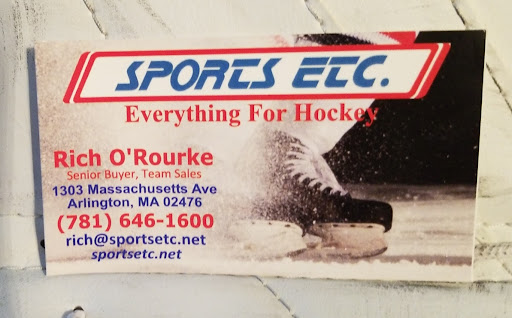 SPORTS ETC.
Everything For Hockey
Rich O'Rourke
Senior Buyer, Team Sales
1303 Massachusetts Ave
Arlington, MA 02476
(781) 646-1600
rich@sportsetc.net
sportsetc.net